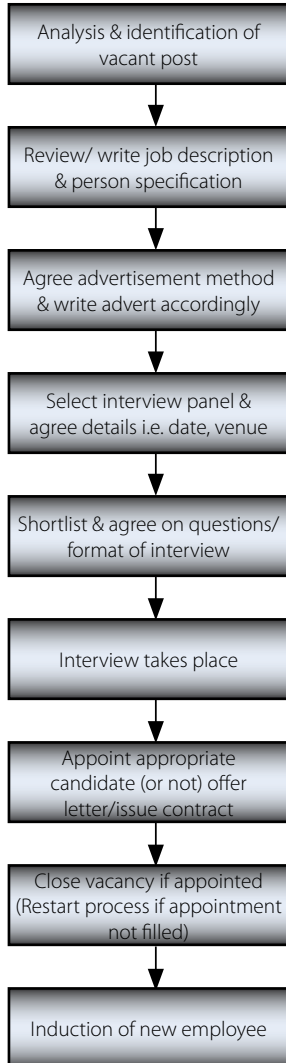 Analysis & identification of
vacant post
Review/ write job description
& person specification
Agree advertisement method
& write advert accordingly
Select interview panel &
agree details i.e. date, venue
Shortlist & agree on questions/
format of interview
Interview takes place
Appoint appropriate
candidate (or not) offer
letter/issue contract
Close vacancy if appointed
(Restart process if appointment
not filled)
Induction of new employee